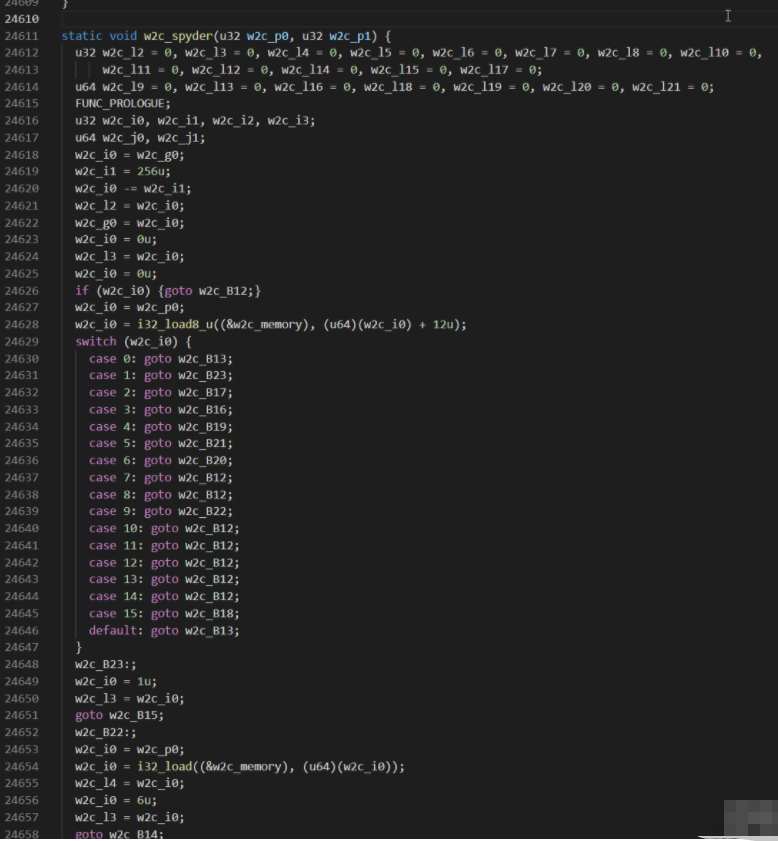 24609 }
24610
24611 static void w2c_spyder(u32 w2c_p0, u32 w2c_p1) {
24612 u32 w2c_l2 = 0, w2c_l3 = 0, w2c_l4 = 0, w2c_l5 = 0, w2c_l6 = 0, w2c_l7 = 0, w2c_l8 = 0, w2c_l10 = 0,
24613 w2c_l11 = 0, w2c_l12 = 0, w2c_l14 = 0, w2c_l15 = 0, w2c_l17 = 0;
24614 u64 w2c_l9 = 0, w2c_l13 = 0, w2c_l16 = 0, w2c_l18 = 0, w2c_l19 = 0, w2c_l20 = 0, w2c_l21 = 0;
24615 FUNC_PROLOGUE;
24616 u32 w2c_i0, w2c_i1, w2c_i2, w2c_i3;
24617 u64 w2c_j0, w2c_j1;
24618 w2c_i0 = w2c_g0;
24619 w2c_i1 = 256u;
24620 w2c_i0 -= w2c_i1;
24621 w2c_l2 = w2c_i0;
24622 w2c_g0 = w2c_i0;
24623 w2c_i0 = 0u;
24624 w2c_l3 = w2c_i0;
24625 w2c_i0 = 0u;
24626 if (w2c_i0) {goto w2c_B12;}
24627 w2c_i0 = w2c_p0;
24628 w2c_i0 = i32_load8_u((&w2c_memory), (u64)(w2c_i0) + 12u);
24629 switch (w2c_i0) {
24630 case 0: goto w2c_B13;
24631 case 1: goto w2c_B23;
24632 case 2: goto w2c_B17;
24633 case 3: goto w2c_B16;
24634 case 4: goto w2c_B19;
24635 case 5: goto w2c_B21;
24636 case 6: goto w2c_B20;
24637 case 7: goto w2c_B12;
24638 case 8: goto w2c_B12;
24639 case 9: goto w2c_B22;
24640 case 10: goto w2c_B12;
24641 case 11: goto w2c_B12;
24642 case 12: goto w2c_B12;
24643 case 13: goto w2c_B12;
24644 case 14: goto w2c_B12;
24645 case 15: goto w2c_B18;
24646 default: goto w2c_B13;
24647 }
24648 w2c_B23:;
24649 w2c_i0 = 1u;
24650 w2c_l3 = w2c_i0;
24651 goto w2c_B15;
24652 w2c_B22:;
24653 w2c_i0 = w2c_p0;
24654 w2c_i0 = i32_load((&w2c_memory), (u64)(w2c_i0));
24655 w2c_l4 = w2c_i0;
24656 w2c_i0 = 6u;
24657 w2c_l3 = w2c_i0;
24658 goto w2c_B14;